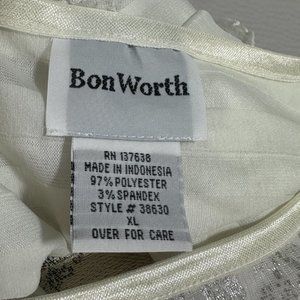 BonWorth
RN 137638
MADE IN INDONESIA
97% POLYESTER
3% SPANDEX
STYLE # 38630
XL
OVER FOR CARE